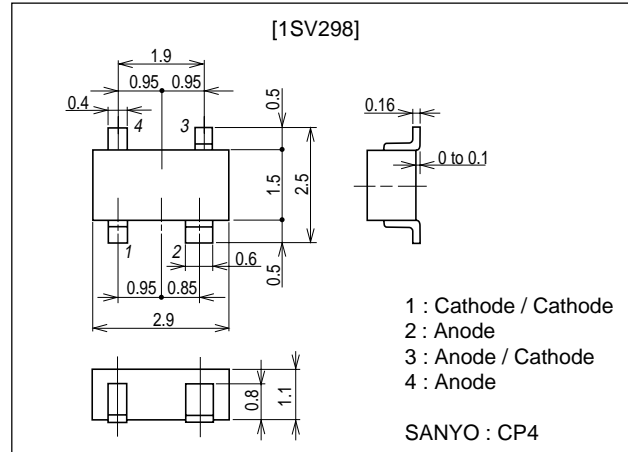 [1SV298]
1.9
0.95 0.95
0.4
4
3
0.5
1.5
2.5
0.5
1
2
0.6
0.95 0.85
2.9
0.16
0 to 0.1
1 : Cathode / Cathode
2 : Anode
3 : Anode / Cathode
4 : Anode
0.8
1.1
SANYO : CP4